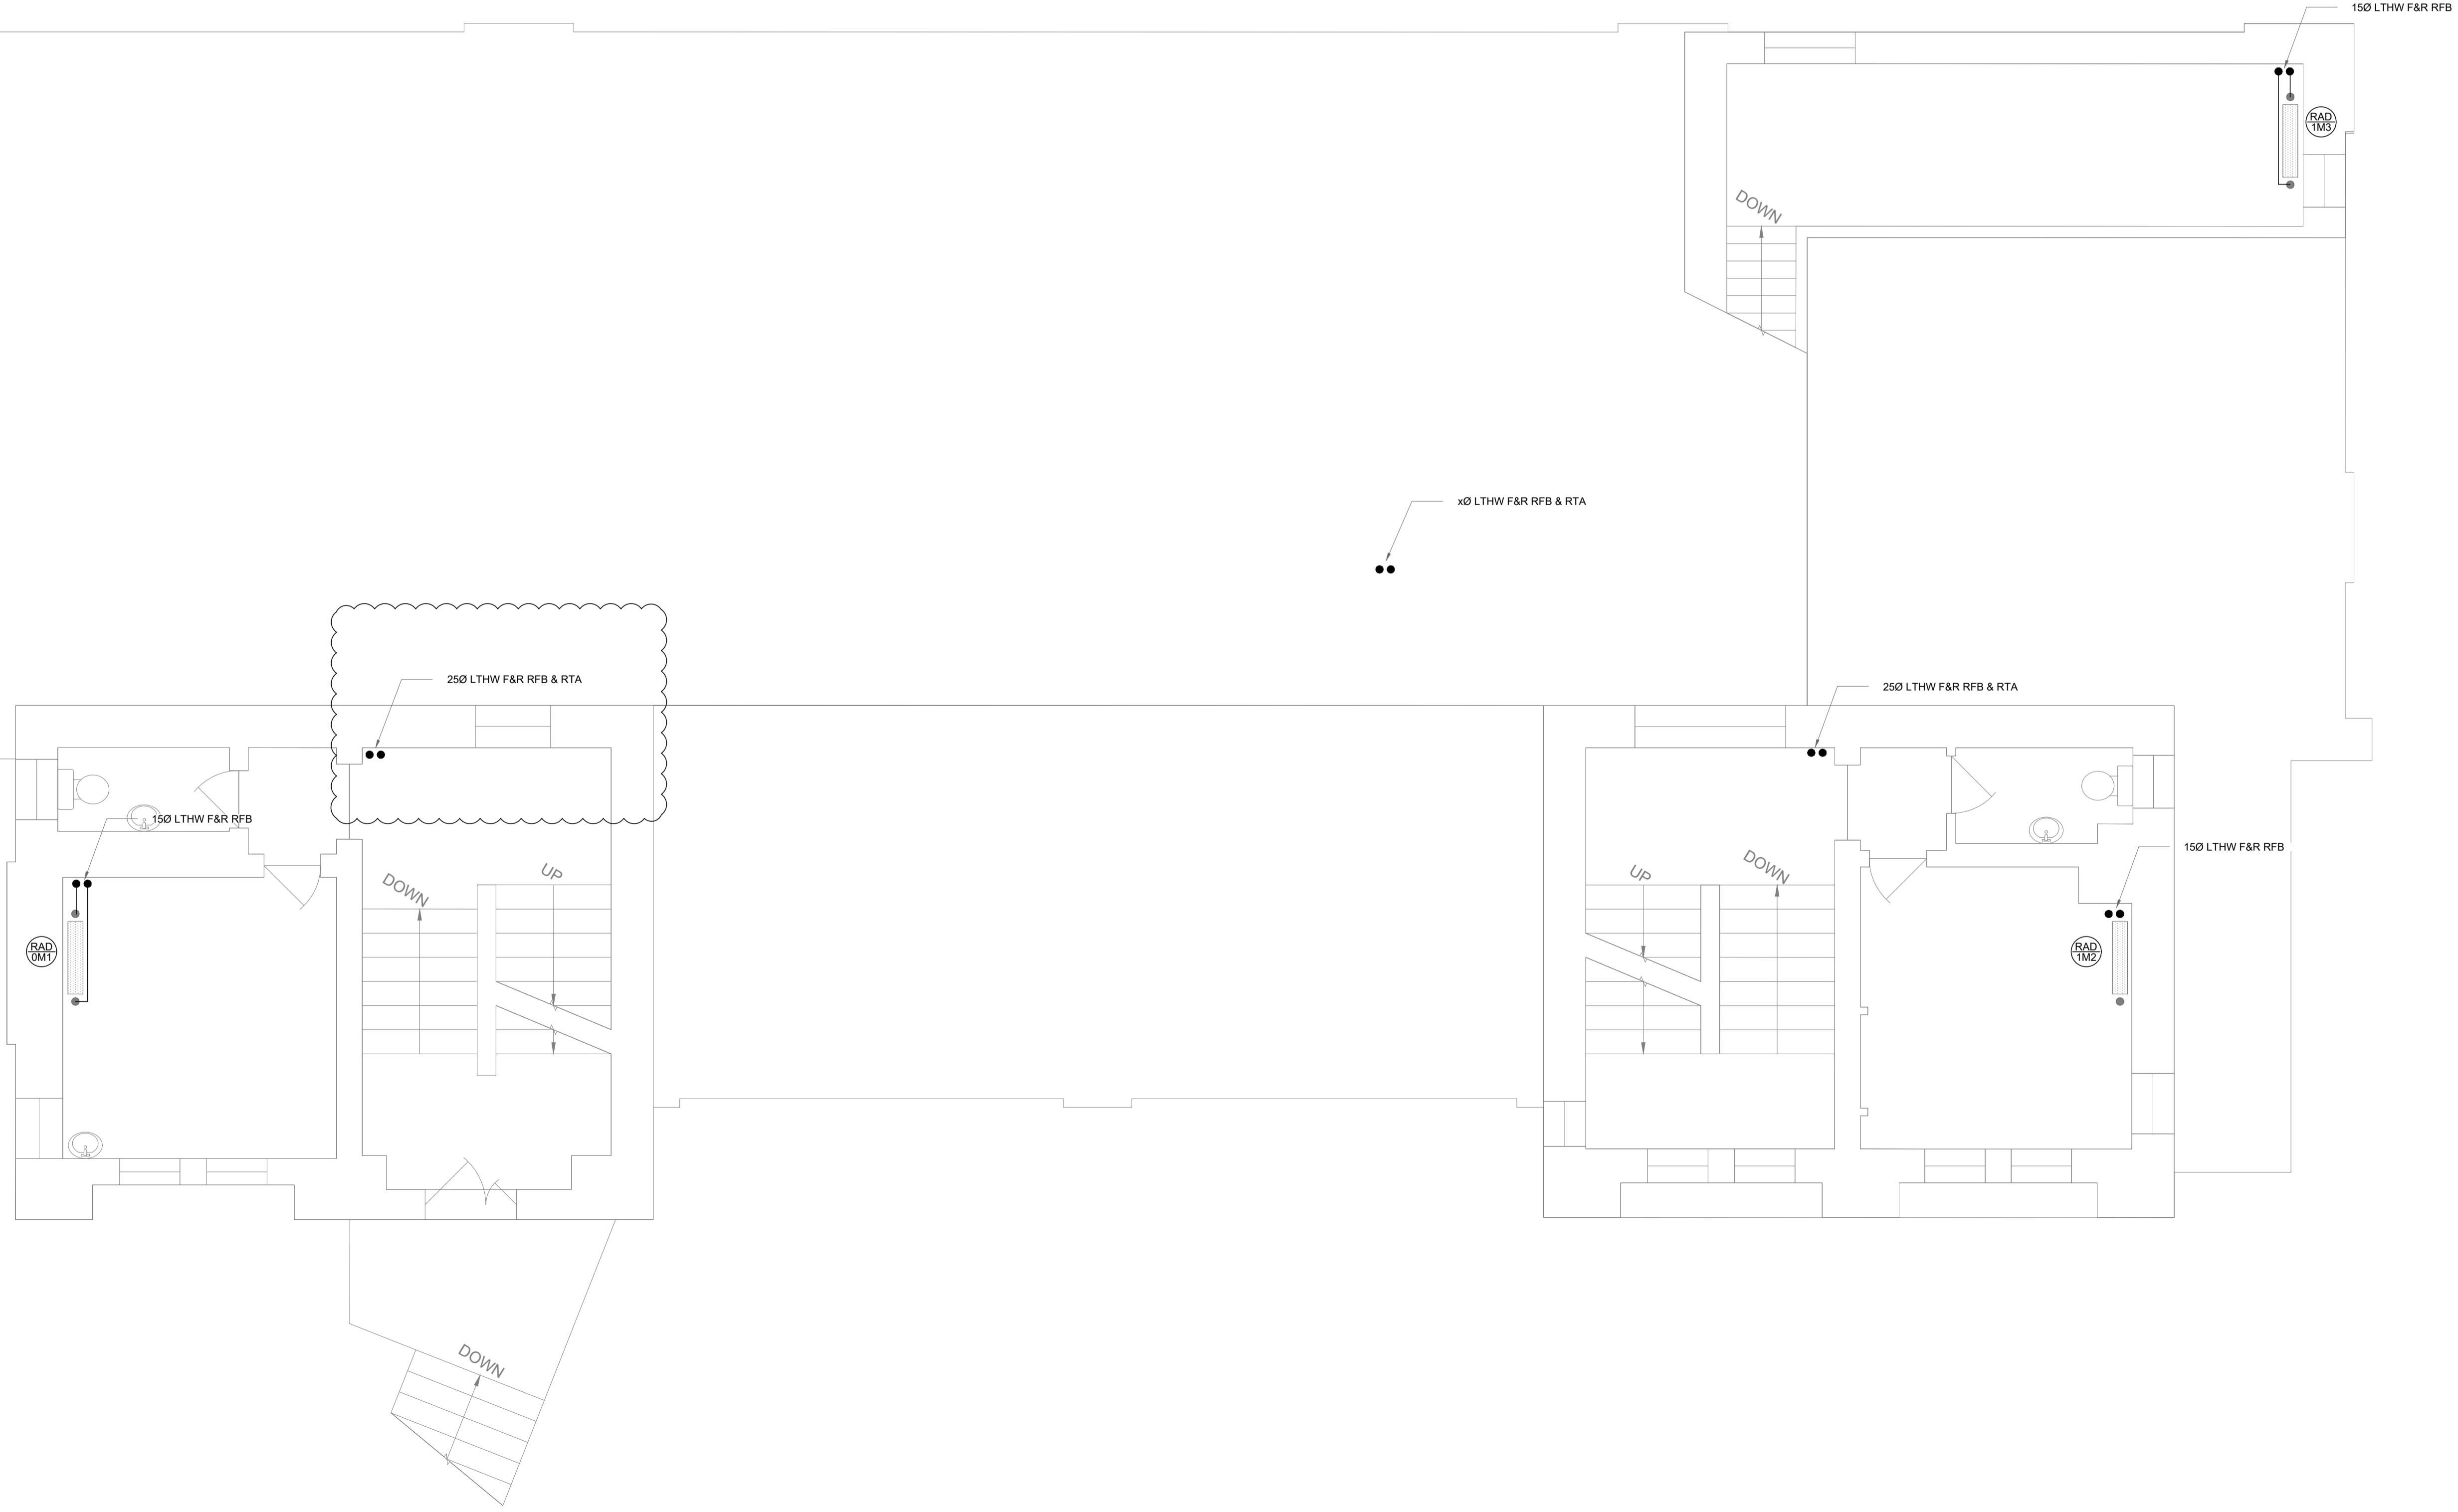 15Ø LTHW F&R RFB
RAD
1M3
DOWN
xØ LTHW F&R RFB & RTA
25Ø LTHW F&R RFB & RTA
25Ø LTHW F&R RFB & RTA
15Ø LTHW F&R RFB
15Ø LTHW F&R RFB
DOWN
UP
UP
DOWN
RAD
0M1
RAD
1M2
DOWN